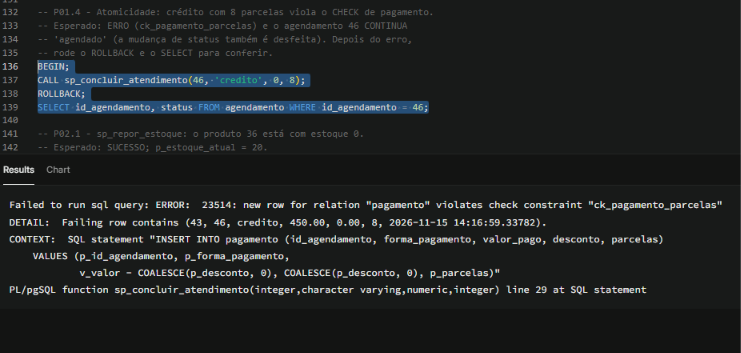 132 -- P01.4 - Atomicidade: crédito com 8 parcelas viola o CHECK de pagamento.
133 -- Esperado: ERRO (ck_pagamento_parcelas) e o agendamento 46 CONTINUA
134 -- 'agendado' (a mudança de status também é desfeita). Depois do erro,
135 -- rode o ROLLBACK e o SELECT para conferir.
136 BEGIN;
137 CALL sp_concluir_atendimento(46, 'credito', 0, 8);
138 ROLLBACK;
139 SELECT id_agendamento, status FROM agendamento WHERE id_agendamento = 46;
140
141 -- P02.1 - sp_repor_estoque: o produto 36 está com estoque 0.
142 -- Esperado: SUCESSO; p_estoque_atual = 20.
Results Chart
Failed to run sql query: ERROR: 23514: new row for relation "pagamento" violates check constraint "ck_pagamento_parcelas"
DETAIL: Failing row contains (43, 46, credito, 450.00, 0.00, 8, 2026-11-15 14:16:59.33782).
CONTEXT: SQL statement "INSERT INTO pagamento (id_agendamento, forma_pagamento, valor_pago, desconto, parcelas)
VALUES (p_id_agendamento, p_forma_pagamento,
v_valor - COALESCE(p_desconto, 0), COALESCE(p_desconto, 0), p_parcelas)"
PL/pgSQL function sp_concluir_atendimento(integer,character varying,numeric,integer) line 29 at SQL statement